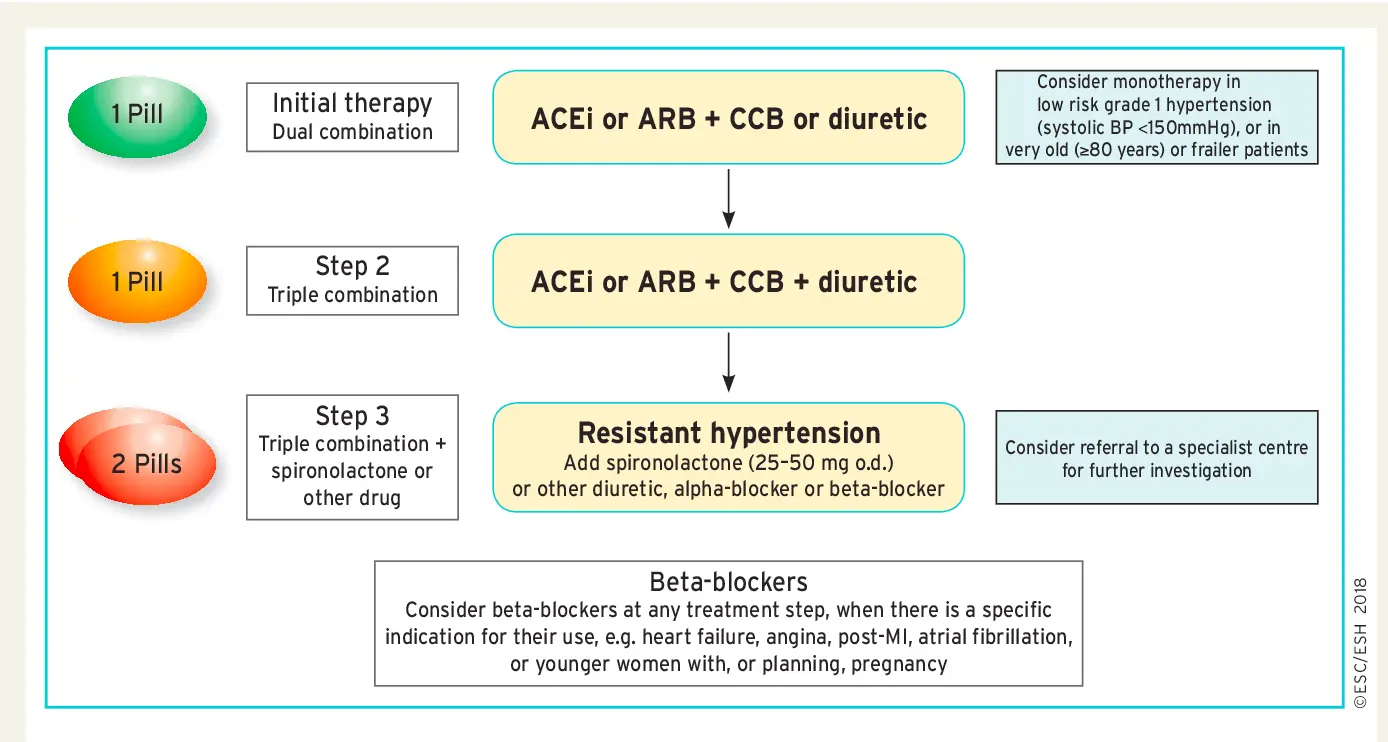 1 Pill
Initial therapy
Dual combination
ACEi or ARB + CCB or diuretic
Consider monotherapy in
low risk grade 1 hypertension
(systolic BP <150mmHg), or in
very old (≥80 years) or frailer patients
1 Pill
Step 2
Triple combination
ACEi or ARB + CCB + diuretic
2 Pills
Step 3
Triple combination +
spironolactone or
other drug
Resistant hypertension
Add spironolactone (25–50 mg o.d.)
or other diuretic, alpha-blocker or beta-blocker
Consider referral to a specialist centre
for further investigation
Beta-blockers
Consider beta-blockers at any treatment step, when there is a specific
indication for their use, e.g. heart failure, angina, post-MI, atrial fibrillation,
or younger women with, or planning, pregnancy
©ESC/ESH 2018